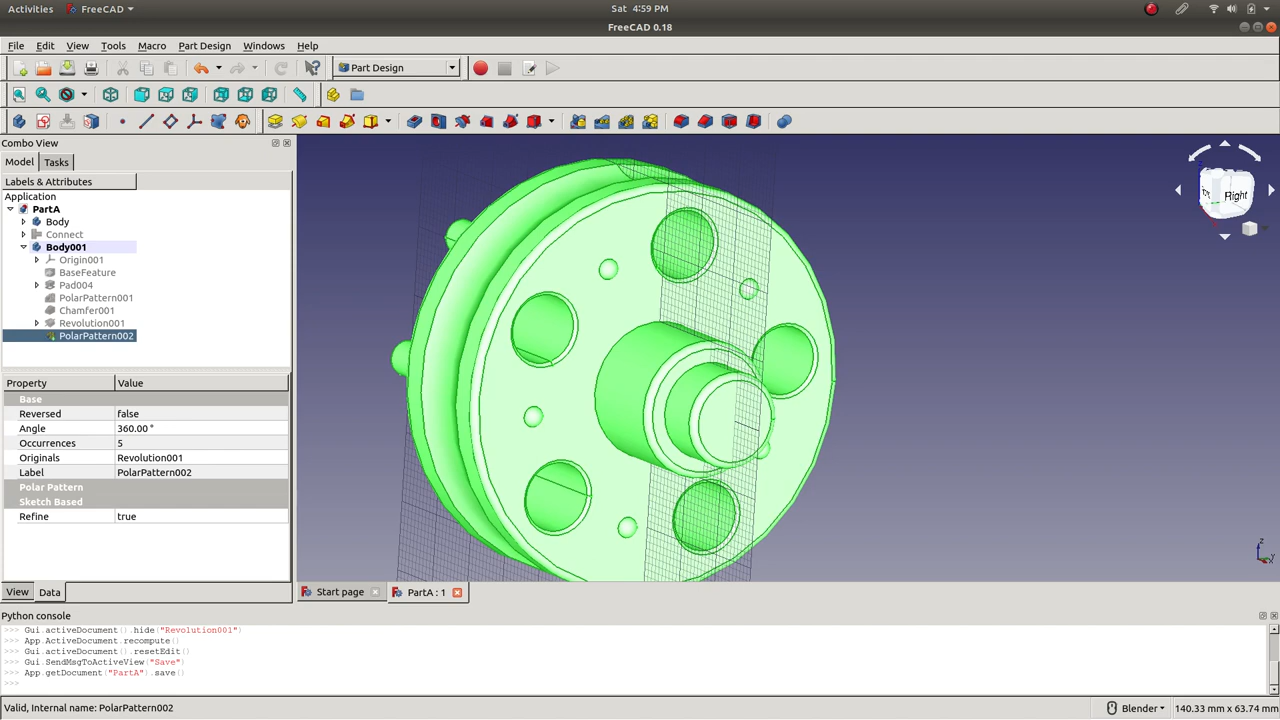 Activities FreeCAD Sat 4:59 PM
FreeCAD 0.18
File Edit View Tools Macro Part Design Windows Help
Part Design
Combo View
Model Tasks
Labels & Attributes
Application
PartA
Body
Connect
Body001
Origin001
BaseFeature
Pad004
PolarPattern001
Chamfer001
Revolution001
PolarPattern002
Property Value
Base
Reversed false
Angle 360.00 °
Occurrences 5
Originals Revolution001
Label PolarPattern002
Polar Pattern
Sketch Based
Refine true
View Data
Right
Start page PartA : 1
Python console
>>> Gui.activeDocument().hide("Revolution001")
>>> App.ActiveDocument.recompute()
>>> Gui.activeDocument().resetEdit()
>>> Gui.SendMsgToActiveView("Save")
>>> App.getDocument("PartA").save()
>>>
Valid, Internal name: PolarPattern002 Blender 140.33 mm x 63.74 mm